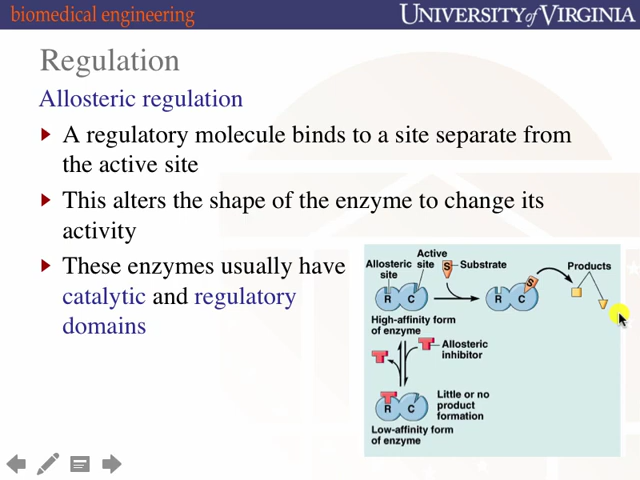 biomedical engineering
UNIVERSITY of VIRGINIA
Regulation
Allosteric regulation
A regulatory molecule binds to a site separate from
the active site
This alters the shape of the enzyme to change its
activity
These enzymes usually have
catalytic and regulatory
domains
Allosteric
site
Active
site
S
Substrate
R C
R C
S
Products
High-affinity form
of enzyme
Allosteric
inhibitor
R C
Little or no
product
formation
Low-affinity form
of enzyme